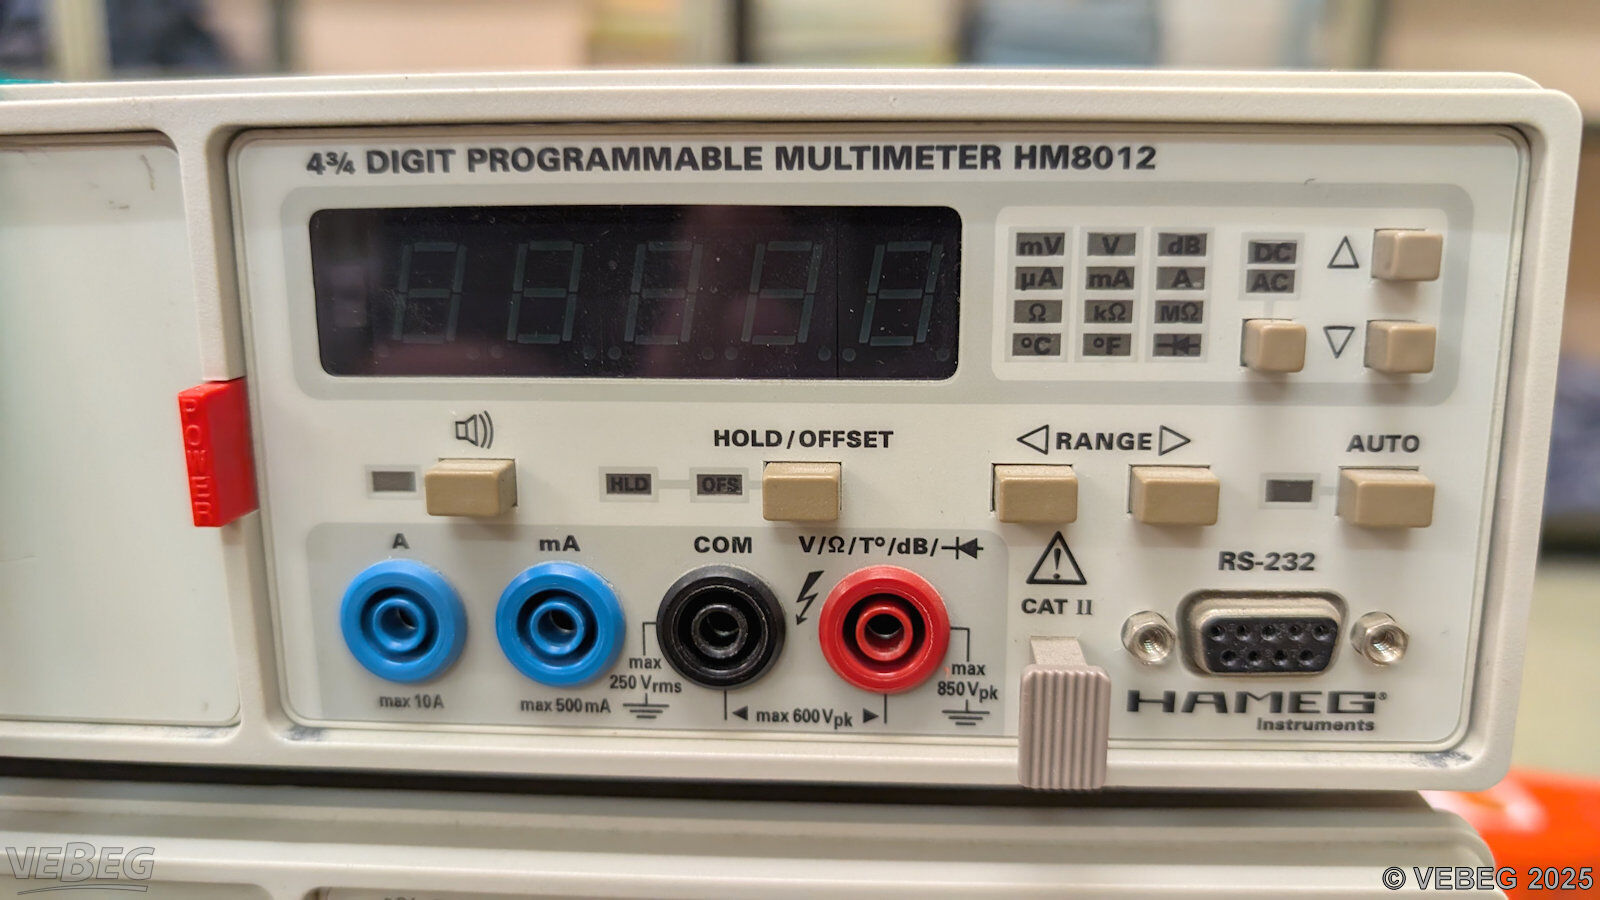 4¾ DIGIT PROGRAMMABLE MULTIMETER HM8012
mV V dB
µA mA A
Ω kΩ MΩ
°C °F
DC
AC
POWER
HOLD/OFFSET
HLD OFS
RANGE
AUTO
A
mA
COM
V/Ω/T°/dB/
CAT II
RS-232
max 10A
max 500mA
max
250 Vrms
max 600Vpk
max
850 Vpk
HAMEG®
Instruments
VEBEG
© VEBEG 2025